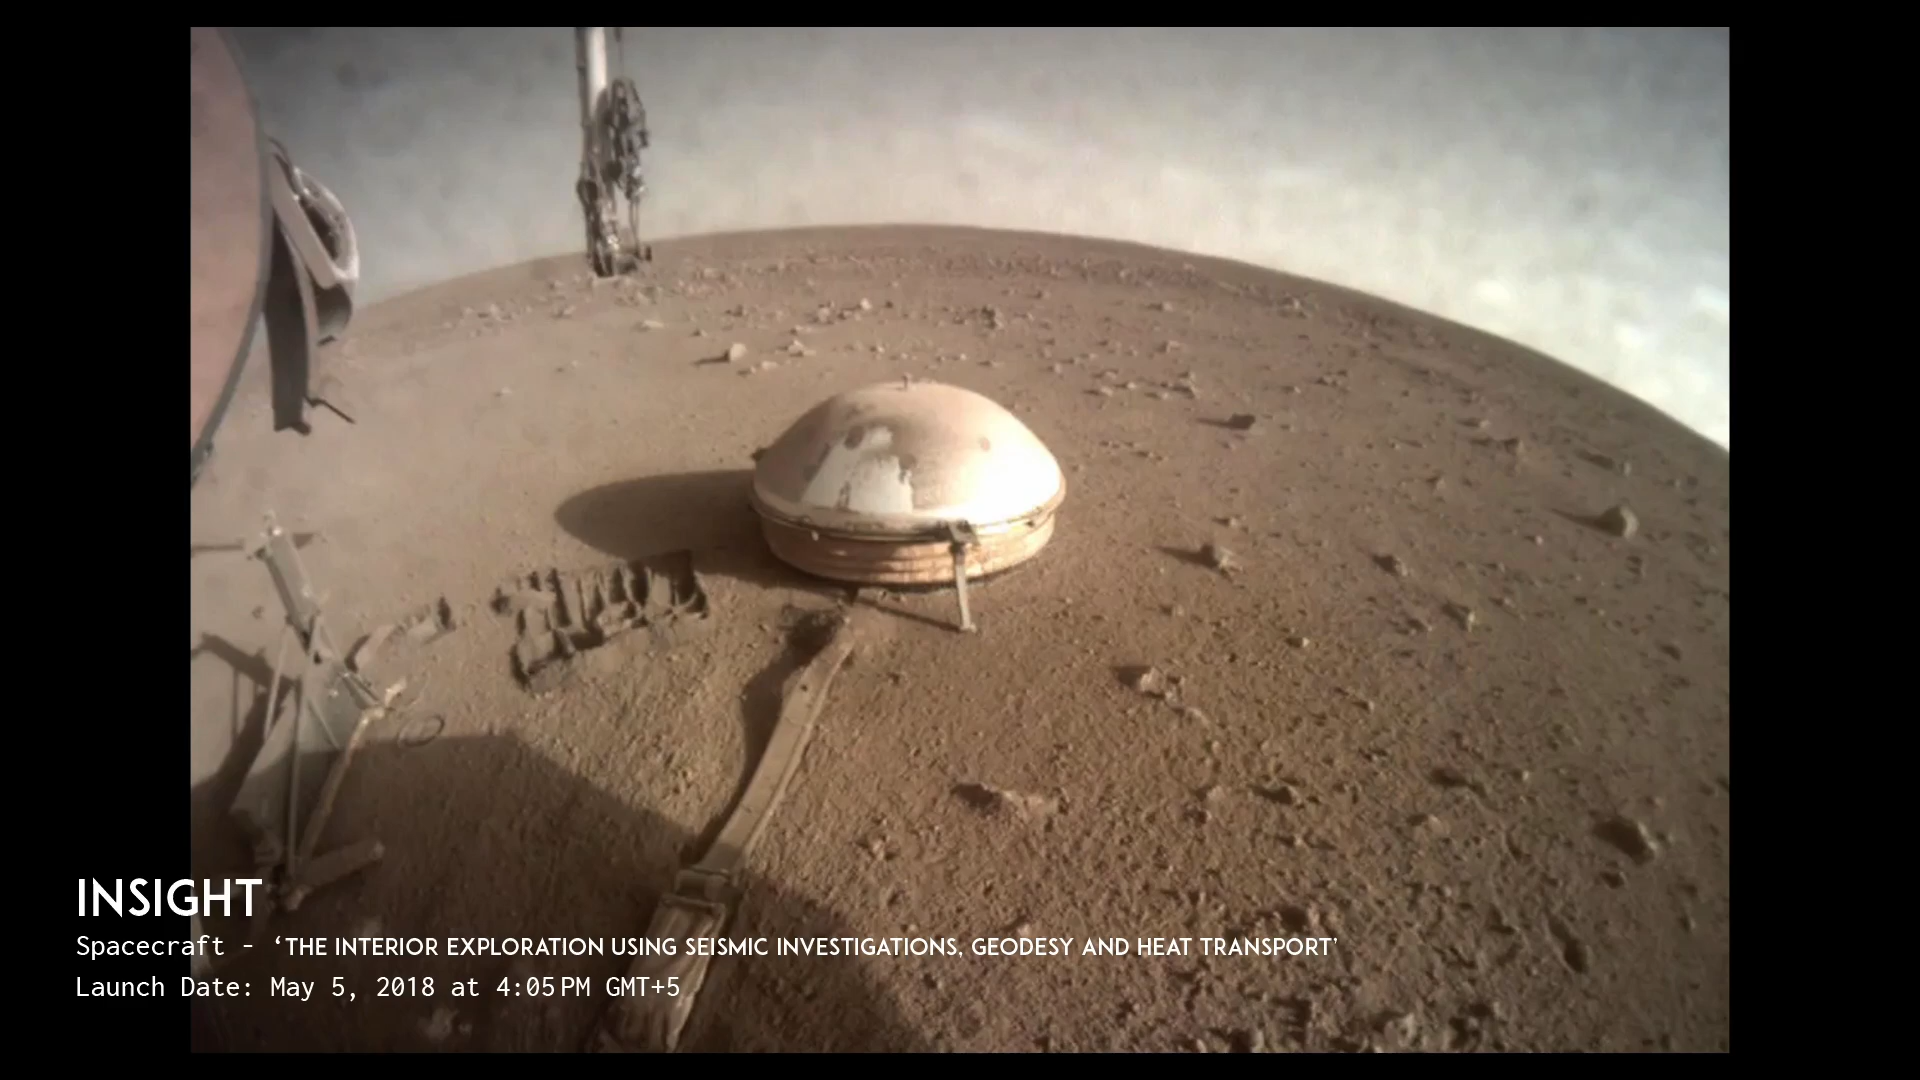 INSIGHT
Spacecraft - ‘THE INTERIOR EXPLORATION USING SEISMIC INVESTIGATIONS, GEODESY AND HEAT TRANSPORT’
Launch Date: May 5, 2018 at 4:05 PM GMT+5